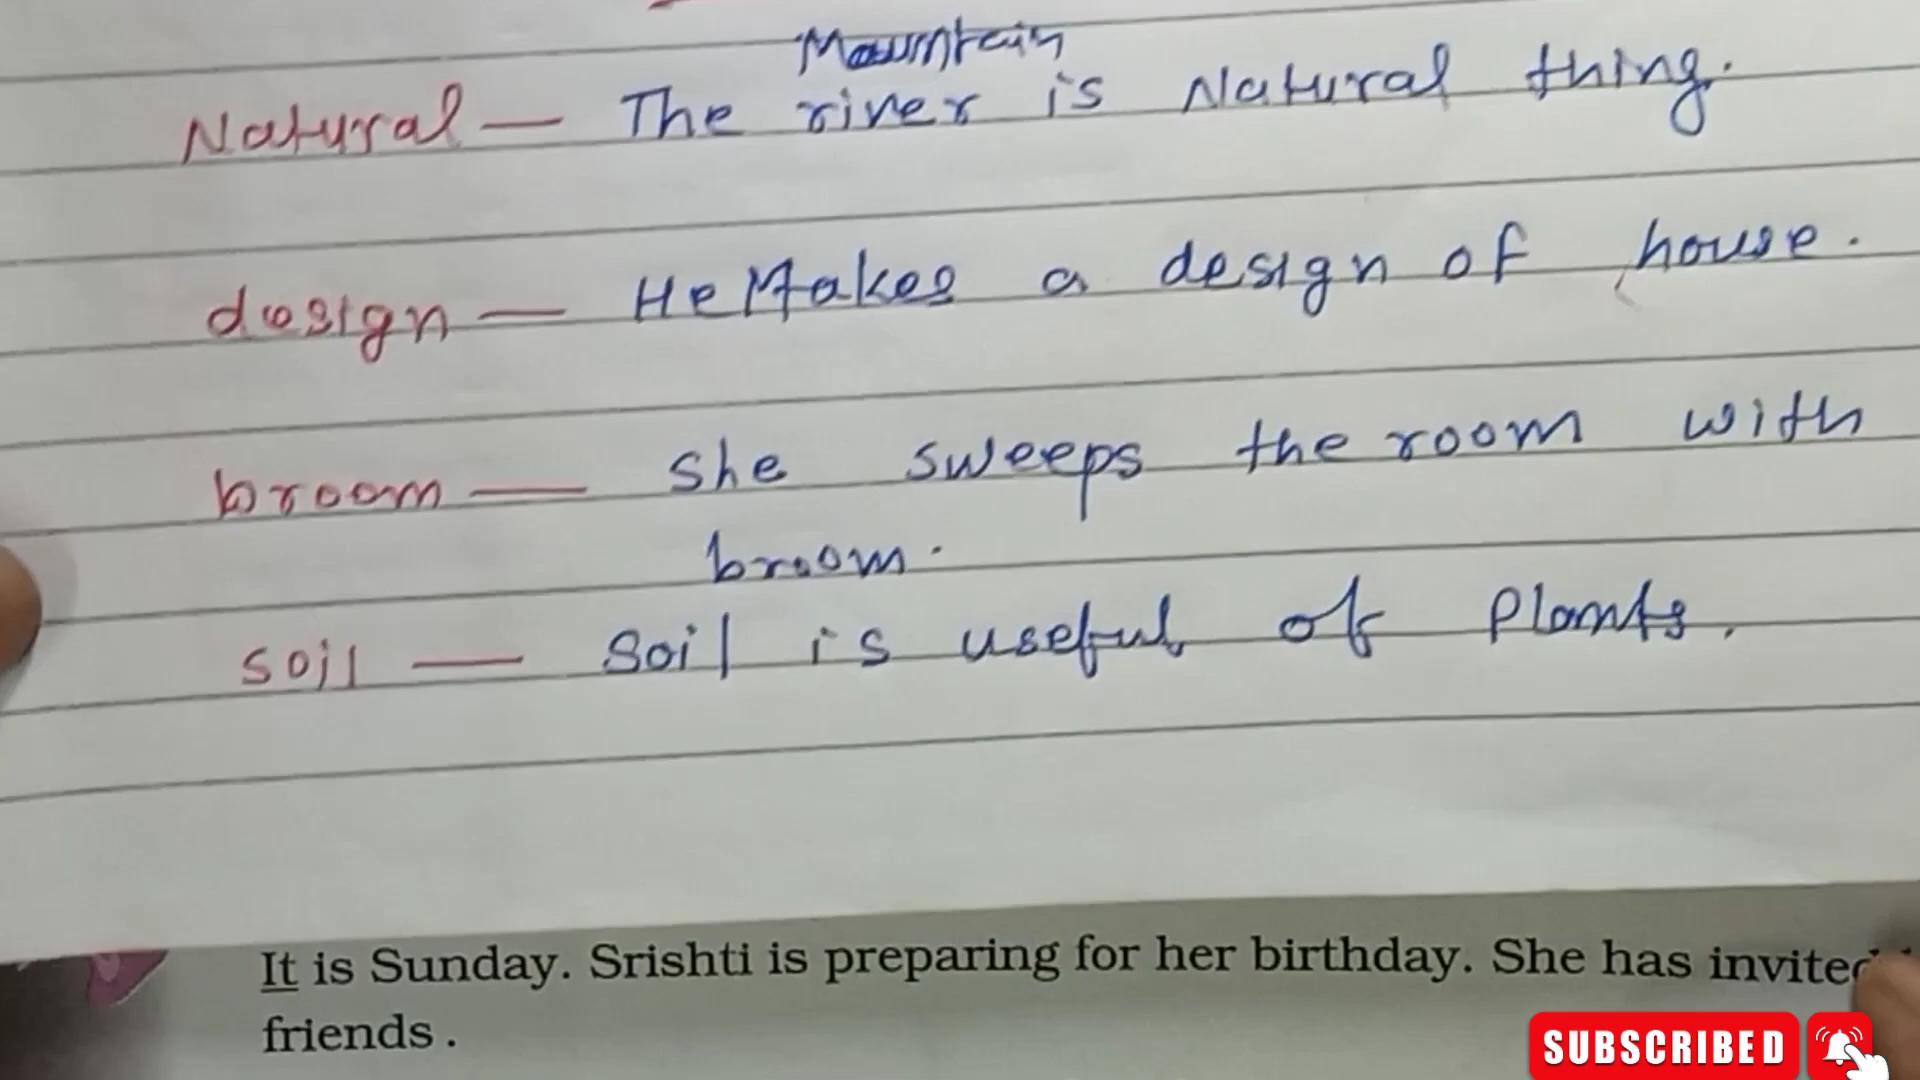 Mountain
Natural — The river is Natural thing.
design — He Makes a design of house.
broom — She sweeps the room with
broom.
soil — Soil is useful of Plants.
It is Sunday. Srishti is preparing for her birthday. She has invited
friends.
SUBSCRIBED